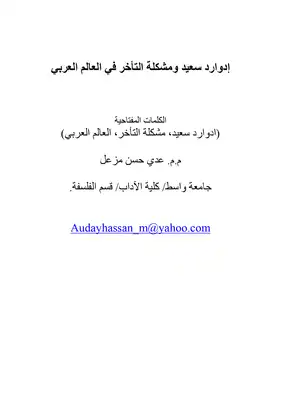 إدوارد سعيد ومشكلة التأخر في العالم العربي
الكلمات المفتاحية
(ادوارد سعيد، مشكلة التأخر، العالم العربي)
م.م. عدي حسن مزعل
جامعة واسط/ كلية الآداب/ قسم الفلسفة.
Audayhassan_m@yahoo.com